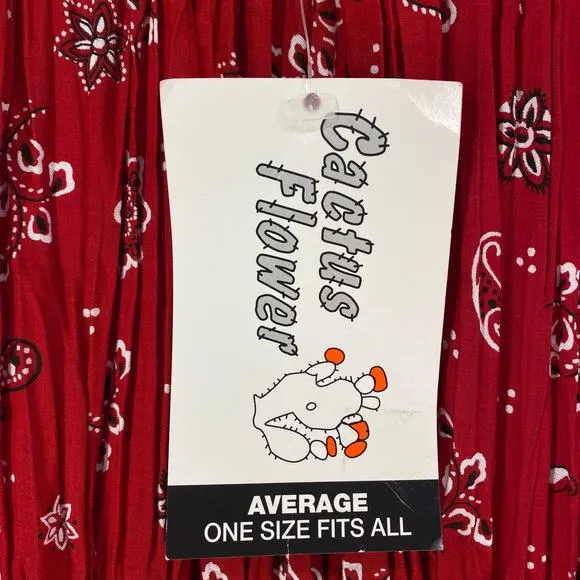 Cactus
Flower
AVERAGE
ONE SIZE FITS ALL